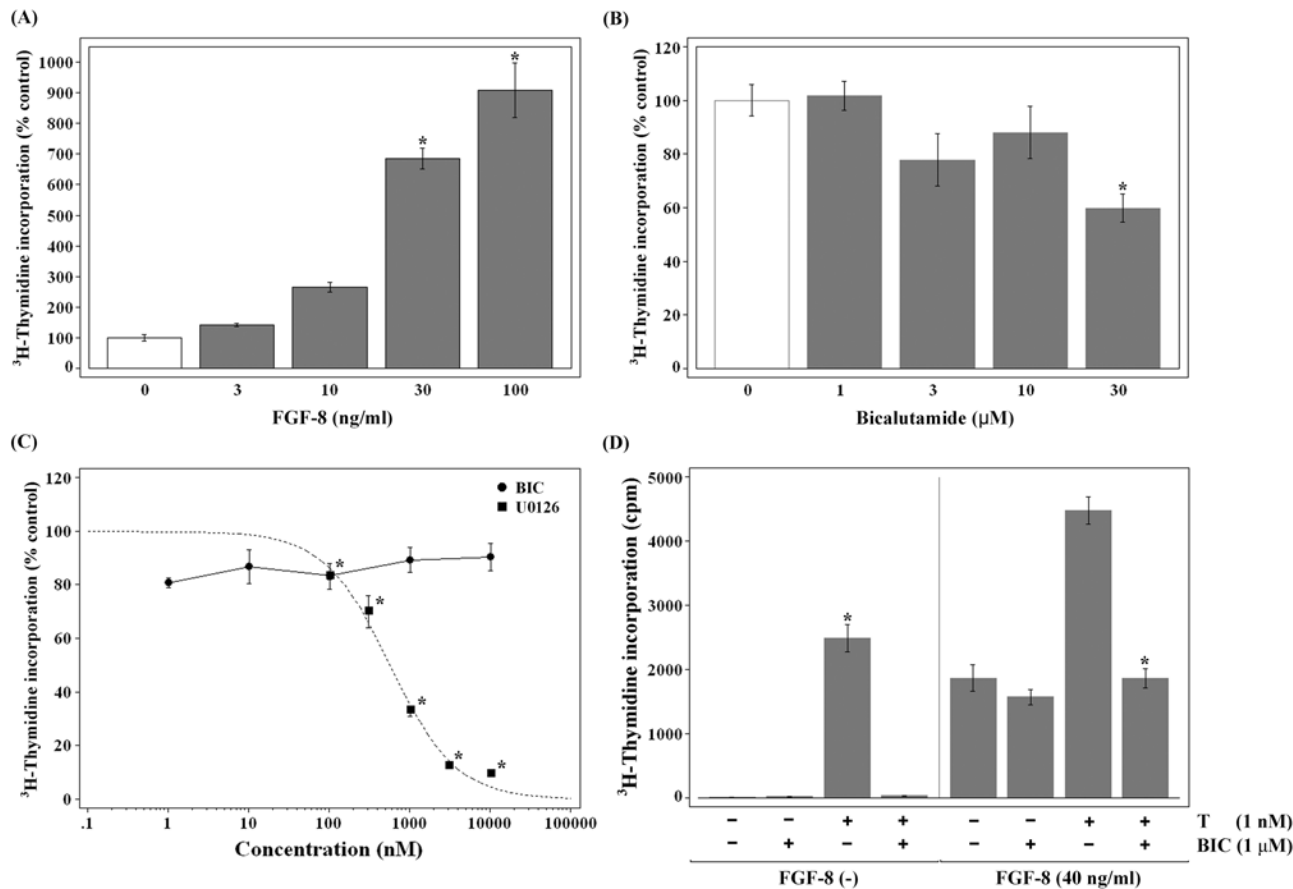 (A)
³H-Thymidine incorporation (% control)
1000
900
800
700
600
500
400
300
200
100
0
*
*
0 3 10 30 100
FGF-8 (ng/ml)
(B)
³H-Thymidine incorporation (% control)
120
100
80
60
40
20
0
*
0 1 3 10 30
Bicalutamide (μM)
(C)
³H-Thymidine incorporation (% control)
120
100
80
60
40
20
0
BIC
U0126
*
*
*
*
*
.1 1 10 100 1000 10000 100000
Concentration (nM)
(D)
³H-Thymidine incorporation (cpm)
5000
4000
3000
2000
1000
0
*
*
− − + + − − + + T (1 nM)
− + − + − + − + BIC (1 μM)
FGF-8 (-) FGF-8 (40 ng/ml)